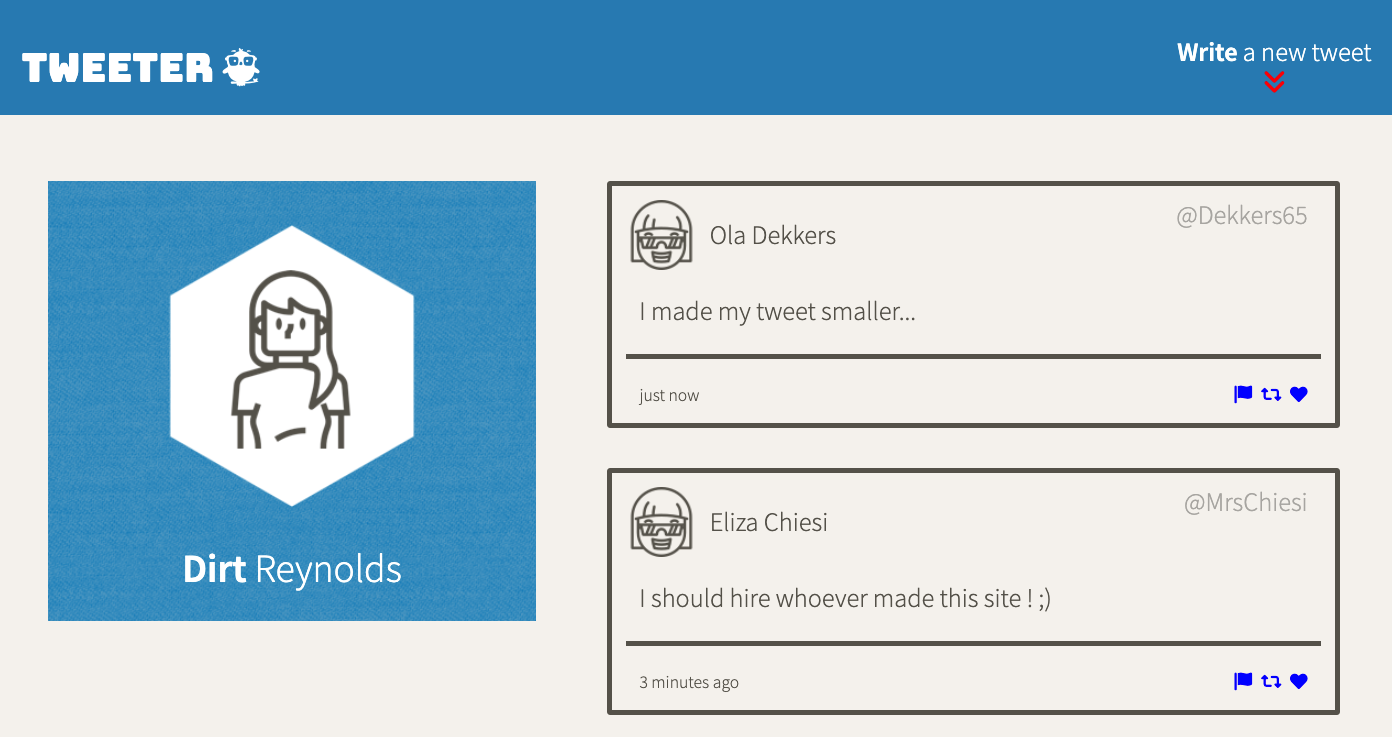 TWEETER
Write a new tweet
Dirt Reynolds
Ola Dekkers
@Dekkers65
I made my tweet smaller...
just now
Eliza Chiesi
@MrsChiesi
I should hire whoever made this site ! ;)
3 minutes ago